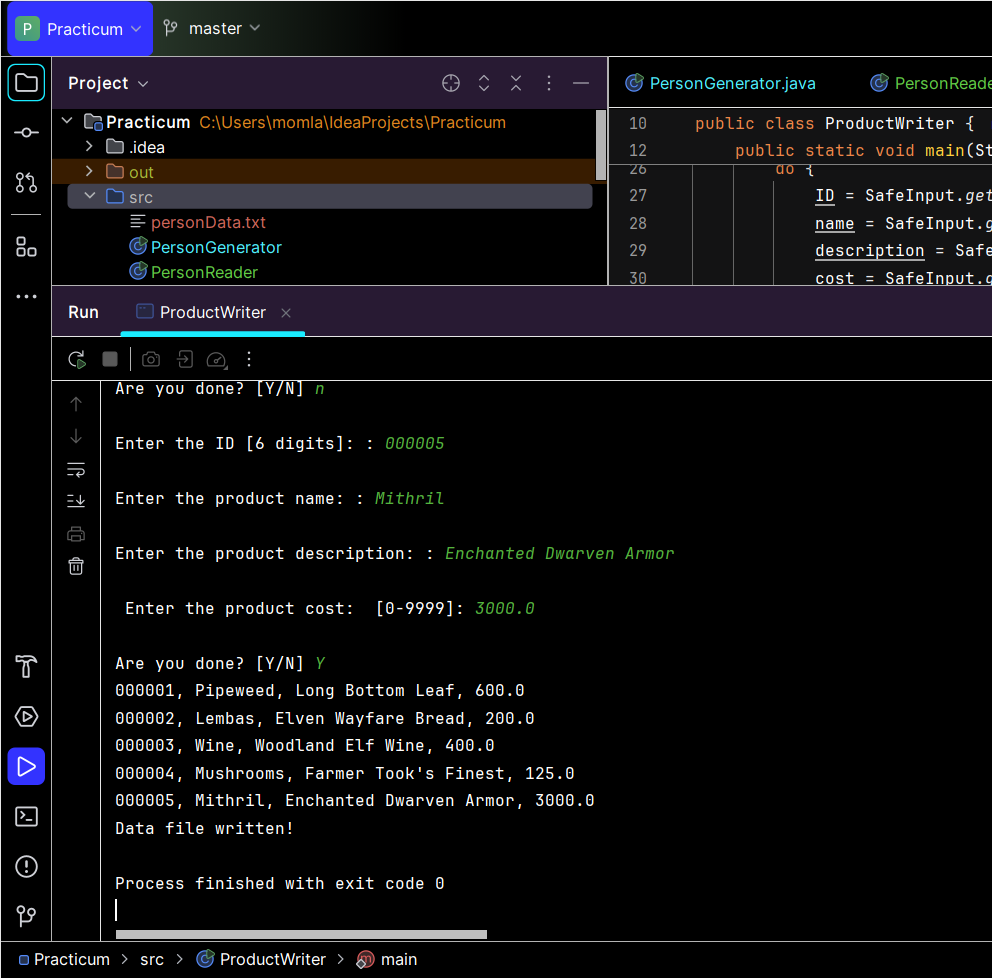 P Practicum master
Project
PersonGenerator.java PersonReade
Practicum C:\Users\momla\IdeaProjects\Practicum
.idea
out
src
personData.txt
PersonGenerator
PersonReader
10 public class ProductWriter {
12 public static void main(St
26 do {
27 ID = SafeInput.get
28 name = SafeInput.g
29 description = Safe
30 cost = SafeInput.g
Run ProductWriter
Are you done? [Y/N] n
Enter the ID [6 digits]: : 000005
Enter the product name: : Mithril
Enter the product description: : Enchanted Dwarven Armor
Enter the product cost:  [0-9999]: 3000.0
Are you done? [Y/N] Y
000001, Pipeweed, Long Bottom Leaf, 600.0
000002, Lembas, Elven Wayfare Bread, 200.0
000003, Wine, Woodland Elf Wine, 400.0
000004, Mushrooms, Farmer Took's Finest, 125.0
000005, Mithril, Enchanted Dwarven Armor, 3000.0
Data file written!
Process finished with exit code 0
Practicum > src > ProductWriter > main